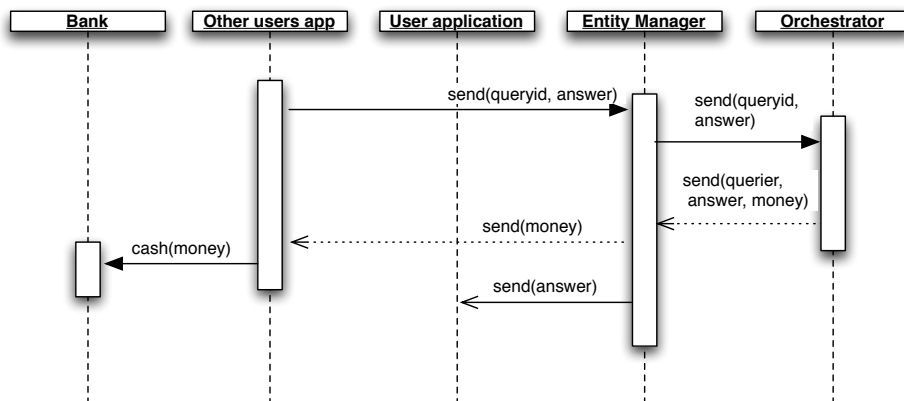 Bank
Other users app
User application
Entity Manager
Orchestrator
send(queryid, answer)
send(queryid,
answer)
send(querier,
answer, money)
send(money)
cash(money)
send(answer)